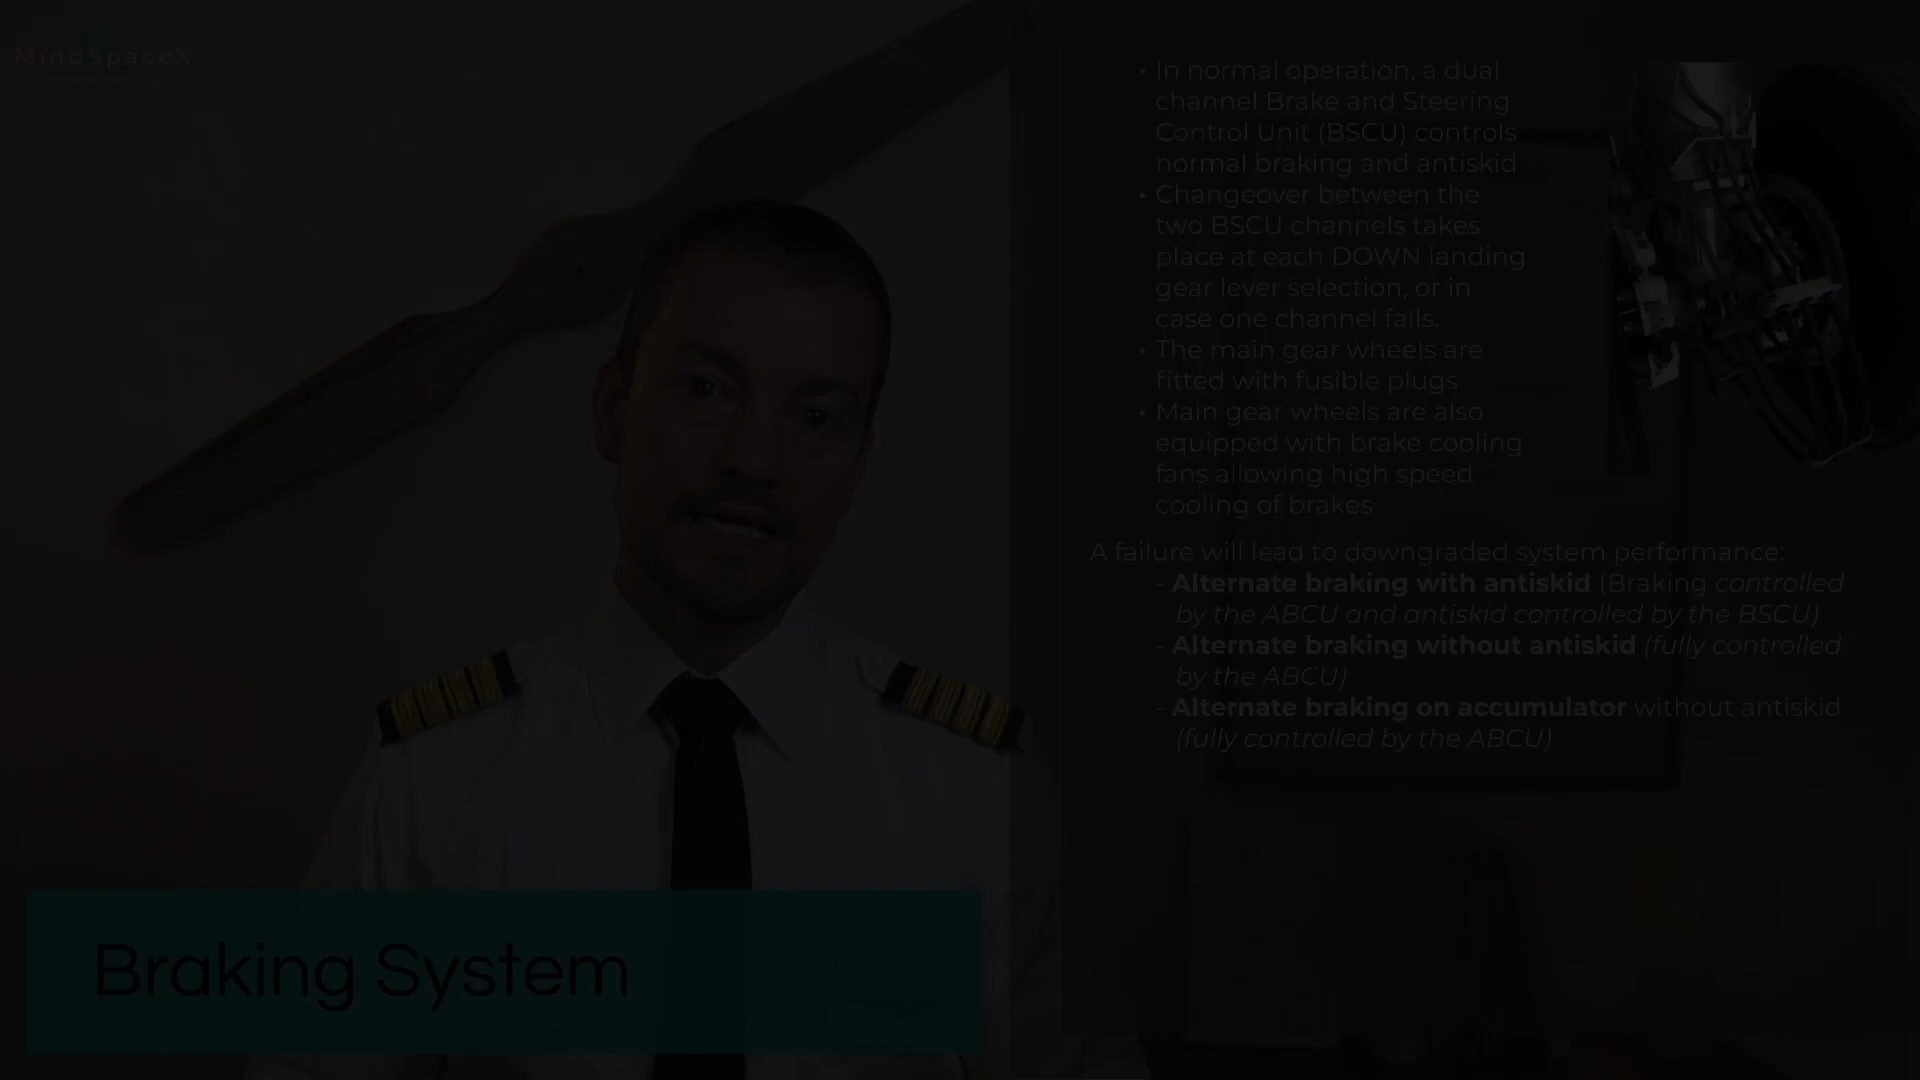 MindSpaceX
• In normal operation, a dual
channel Brake and Steering
Control Unit (BSCU) controls
normal braking and antiskid
• Changeover between the
two BSCU channels takes
place at each DOWN landing
gear lever selection, or in
case one channel fails.
• The main gear wheels are
fitted with fusible plugs
• Main gear wheels are also
equipped with brake cooling
fans allowing high speed
cooling of brakes
A failure will lead to downgraded system performance:
- Alternate braking with antiskid (Braking controlled
by the ABCU and antiskid controlled by the BSCU)
- Alternate braking without antiskid (fully controlled
by the ABCU)
- Alternate braking on accumulator without antiskid
(fully controlled by the ABCU)
Braking System